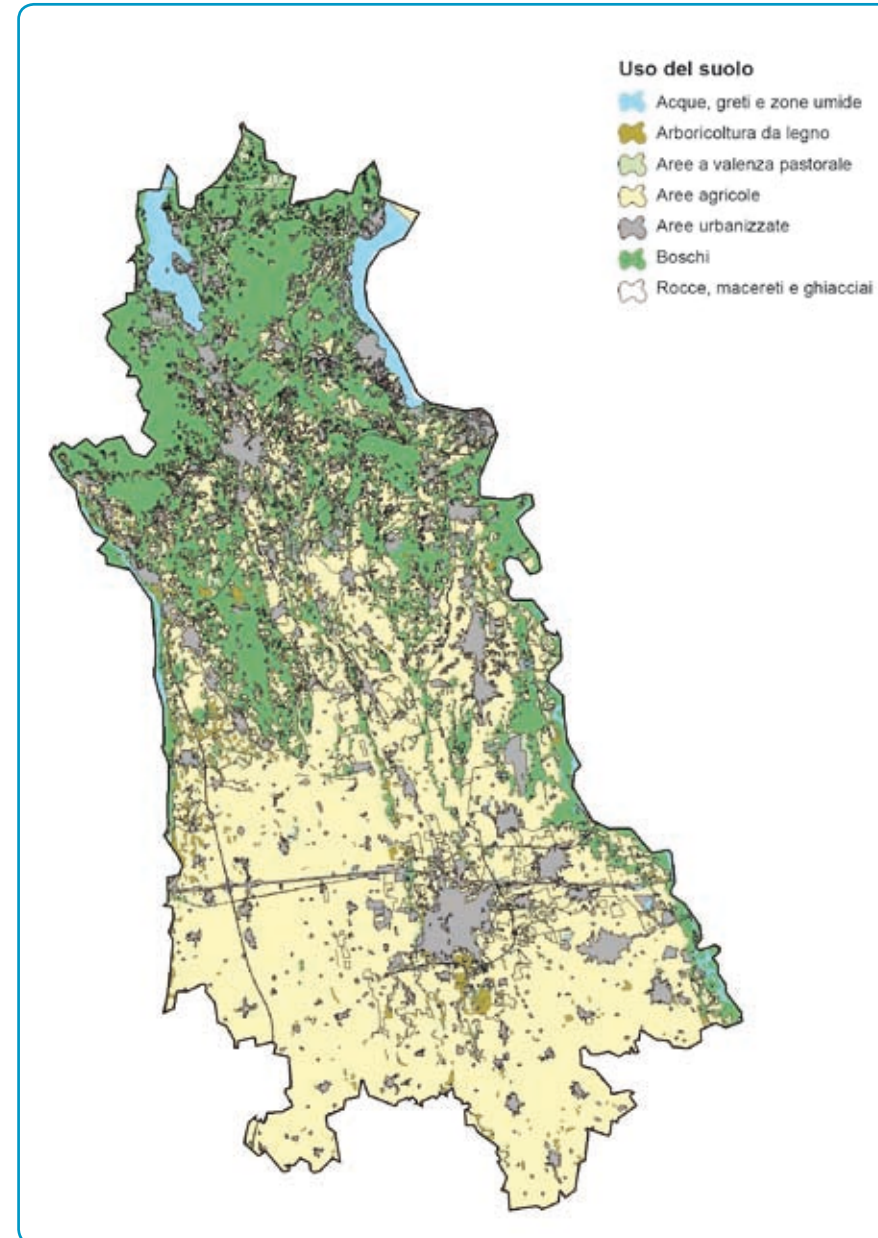 Uso del suolo
Acque, greti e zone umide
Arboricoltura da legno
Aree a valenza pastorale
Aree agricole
Aree urbanizzate
Boschi
Rocce, macereti e ghiacciai